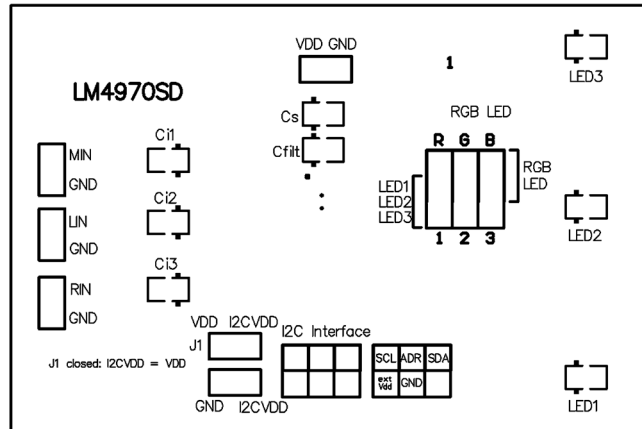 VDD GND
1
LED3
LM4970SD
Cs
RGB LED
Cfilt
R G B
Ci1
MIN
GND
RGB
LED
LED1
LED2
LED3
Ci2
LIN
GND
1 2 3
LED2
Ci3
RIN
GND
VDD I2CVDD
J1
I2C Interface
J1 closed: I2CVDD = VDD
SCL ADR SDA
ext
Vdd
GND
GND I2CVDD
LED1